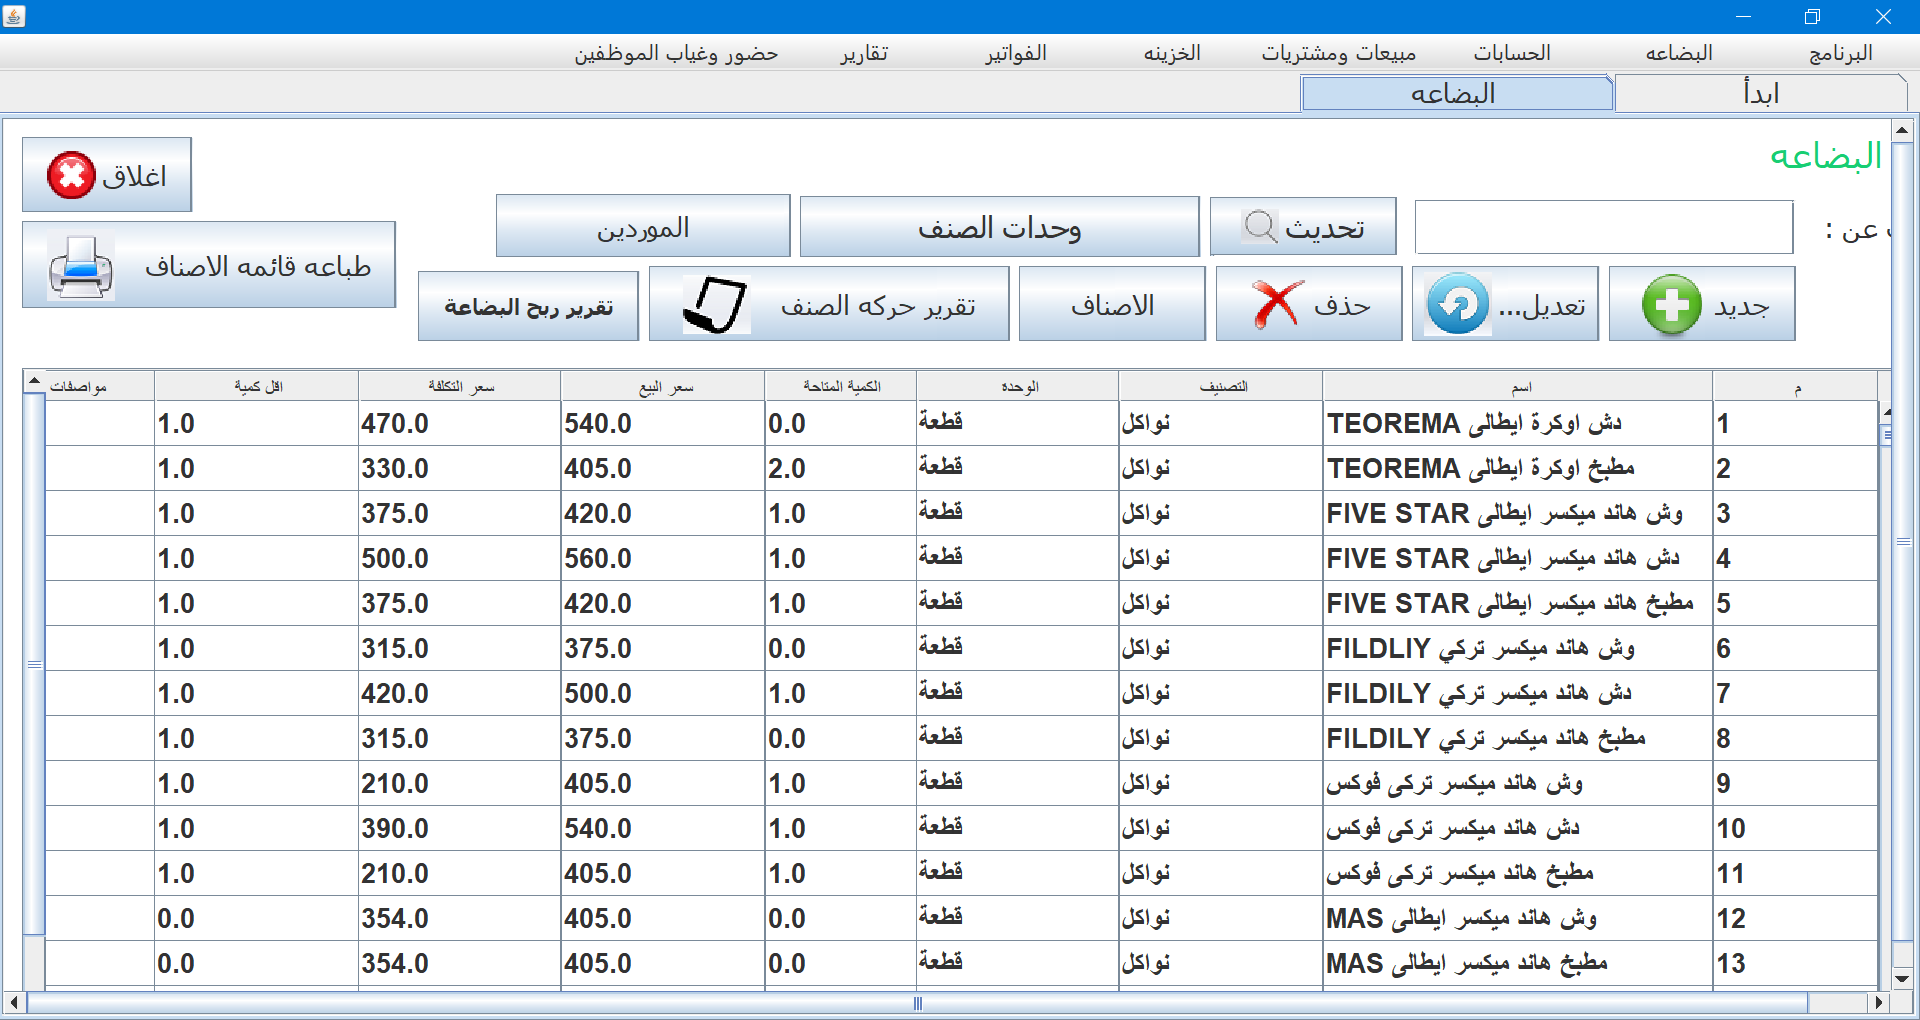 البرنامج البضاعه الحسابات مبيعات ومشتريات الخزينه الفواتير تقارير حضور وغياب الموظفين
ابدأ البضاعه
البضاعه
اغلاق
عن : تحديث وحدات الصنف الموردين
طباعه قائمه الاصناف
جديد تعديل... حذف الاصناف تقرير حركه الصنف تقرير ربح البضاعة
م اسم التصنيف الوحدة الكمية المتاحة سعر البيع سعر التكلفة اقل كمية مواصفات
1 دش اوكرة ايطالى TEOREMA نواكل قطعة 0.0 540.0 470.0 1.0
2 مطبخ اوكرة ايطالى TEOREMA نواكل قطعة 2.0 405.0 330.0 1.0
3 وش هاند ميكسر ايطالى FIVE STAR نواكل قطعة 1.0 420.0 375.0 1.0
4 دش هاند ميكسر ايطالى FIVE STAR نواكل قطعة 1.0 560.0 500.0 1.0
5 مطبخ هاند ميكسر ايطالى FIVE STAR نواكل قطعة 1.0 420.0 375.0 1.0
6 وش هاند ميكسر تركي FILDLIY نواكل قطعة 0.0 375.0 315.0 1.0
7 دش هاند ميكسر تركي FILDILY نواكل قطعة 1.0 500.0 420.0 1.0
8 مطبخ هاند ميكسر تركي FILDILY نواكل قطعة 0.0 375.0 315.0 1.0
9 وش هاند ميكسر تركى فوكس نواكل قطعة 1.0 405.0 210.0 1.0
10 دش هاند ميكسر تركى فوكس نواكل قطعة 1.0 540.0 390.0 1.0
11 مطبخ هاند ميكسر تركى فوكس نواكل قطعة 1.0 405.0 210.0 1.0
12 وش هاند ميكسر ايطالى MAS نواكل قطعة 0.0 405.0 354.0 0.0
13 مطبخ هاند ميكسر ايطالى MAS نواكل قطعة 0.0 405.0 354.0 0.0